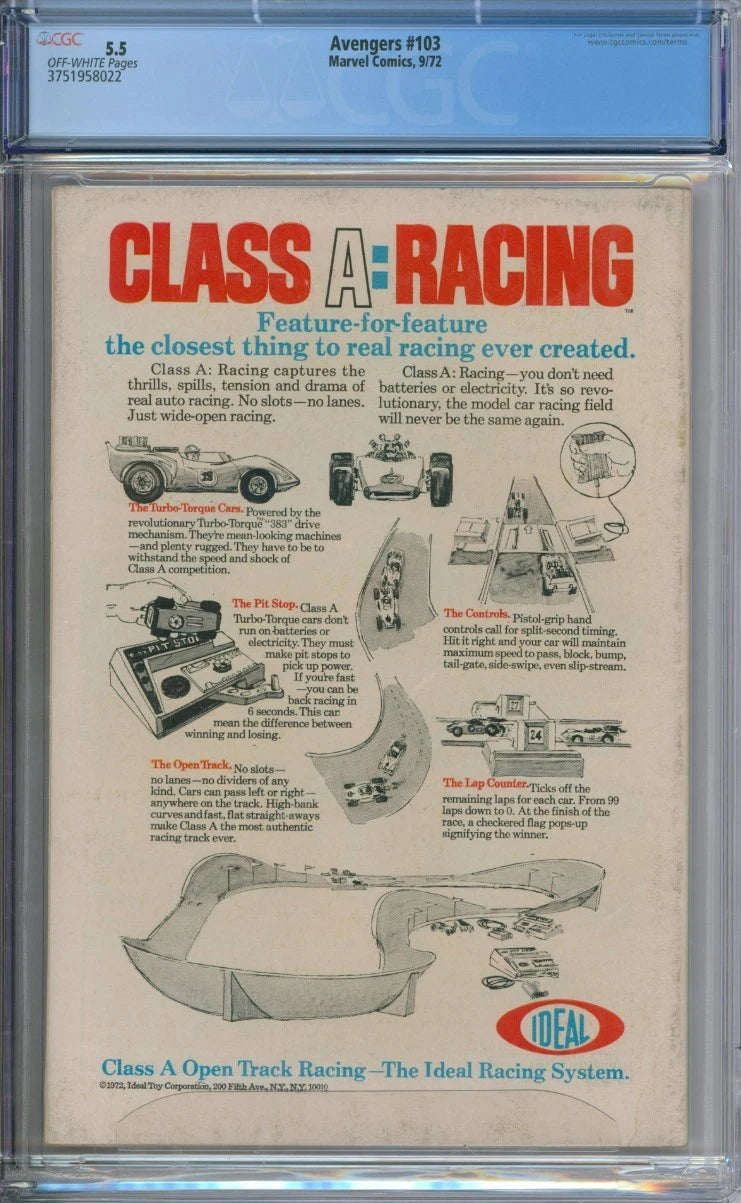 CGC
5.5
OFF-WHITE Pages
3751958022
Avengers #103
Marvel Comics, 9/72
For Legal Disclaimer and Service Terms please visit
www.cgccomics.com/terms
CGC
CLASS A: RACING
TM
Feature-for-feature
the closest thing to real racing ever created.
Class A: Racing captures the
thrills, spills, tension and drama of
real auto racing. No slots—no lanes.
Just wide-open racing.
Class A: Racing—you don't need
batteries or electricity. It's so revo-
lutionary, the model car racing field
will never be the same again.
The Turbo-Torque Cars. Powered by the
revolutionary Turbo-Torque "383" drive
mechanism. They're mean-looking machines
—and plenty rugged. They have to be to
withstand the speed and shock of
Class A competition.
PIT STOP
The Pit Stop. Class A
Turbo-Torque cars don't
run on batteries or
electricity. They must
make pit stops to
pick up power.
If you're fast
—you can be
back racing in
6 seconds. This can
mean the difference between
winning and losing.
The Controls. Pistol-grip hand
controls call for split-second timing.
Hit it right and your car will maintain
maximum speed to pass, block, bump,
tail-gate, side-swipe, even slip-stream.
27
24
The Open Track. No slots—
no lanes—no dividers of any
kind. Cars can pass left or right—
anywhere on the track. High-bank
curves and fast, flat straight-aways
make Class A the most authentic
racing track ever.
The Lap Counter. Ticks off the
remaining laps for each car. From 99
laps down to 0. At the finish of the
race, a checkered flag pops-up
signifying the winner.
IDEAL
Class A Open Track Racing—The Ideal Racing System.
©1972, Ideal Toy Corporation, 200 Fifth Ave., N.Y., N.Y. 10010